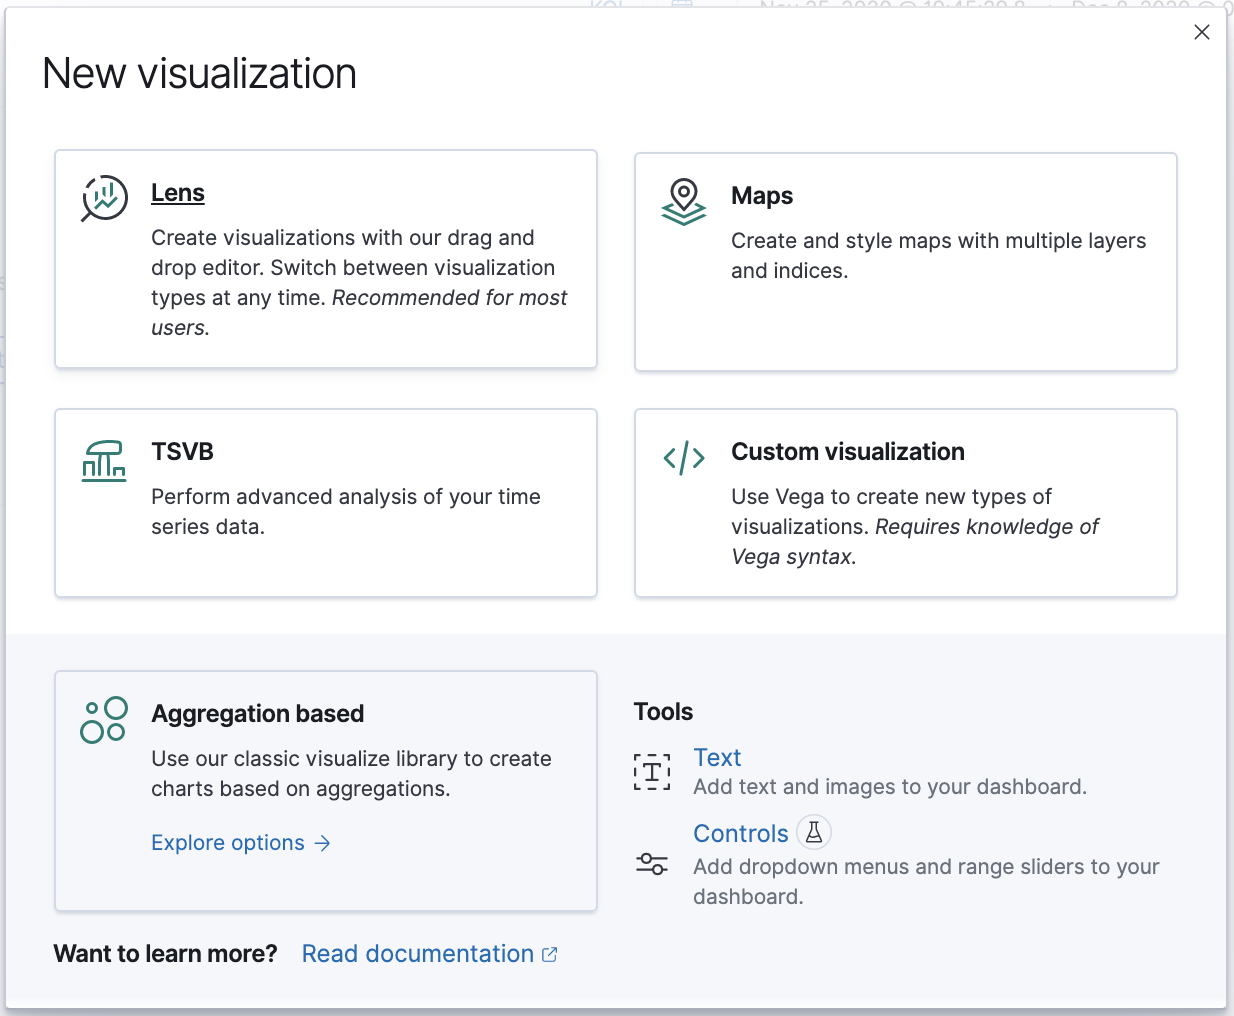 New visualization
Lens
Create visualizations with our drag and
drop editor. Switch between visualization
types at any time. Recommended for most
users.
Maps
Create and style maps with multiple layers
and indices.
TSVB
Perform advanced analysis of your time
series data.
Custom visualization
Use Vega to create new types of
visualizations. Requires knowledge of
Vega syntax.
Aggregation based
Use our classic visualize library to create
charts based on aggregations.
Explore options →
Tools
Text
Add text and images to your dashboard.
Controls
Add dropdown menus and range sliders to your
dashboard.
Want to learn more? Read documentation